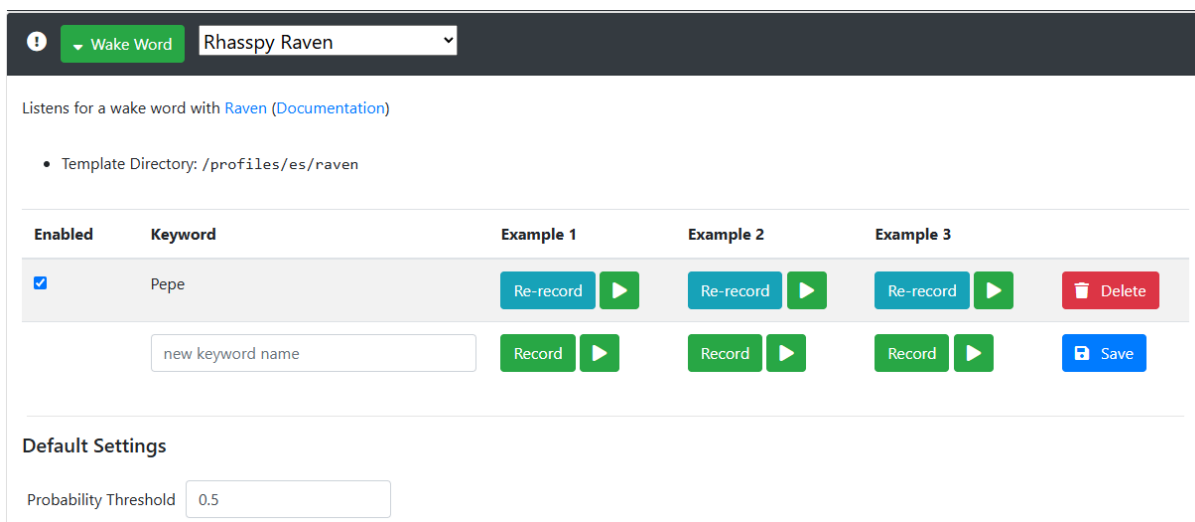 Wake Word Rhasspy Raven
Listens for a wake word with Raven (Documentation)
Template Directory: /profiles/es/raven
Enabled Keyword Example 1 Example 2 Example 3
Pepe Re-record Re-record Re-record Delete
new keyword name Record Record Record Save
Default Settings
Probability Threshold 0.5